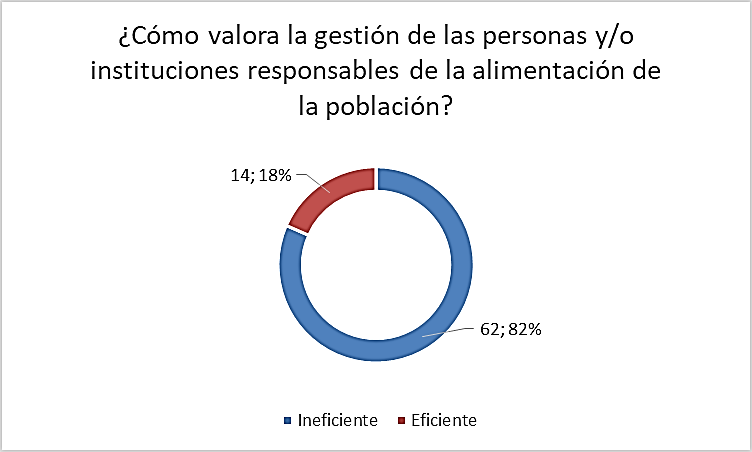 ¿Cómo valora la gestión de las personas y/o
instituciones responsables de la alimentación de
la población?
14; 18%
62; 82%
Ineficiente
Eficiente